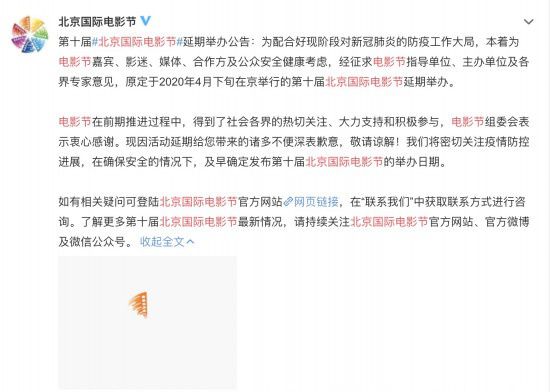 北京国际电影节
第十届#北京国际电影节#延期举办公告：为配合好现阶段对新冠肺炎的防疫工作大局，本着为
电影节嘉宾、影迷、媒体、合作方及公众安全健康考虑，经征求电影节指导单位、主办单位及各
界专家意见，原定于2020年4月下旬在京举行的第十届北京国际电影节延期举办。
电影节在前期推进过程中，得到了社会各界的热切关注、大力支持和积极参与，电影节组委会表
示衷心感谢。现因活动延期给您带来的诸多不便深表歉意，敬请谅解！我们将密切关注疫情防控
进展，在确保安全的情况下，及早确定发布第十届北京国际电影节的举办日期。
如有相关疑问可登陆北京国际电影节官方网站网页链接，在“联系我们”中获取联系方式进行咨
询。了解更多第十届北京国际电影节最新情况，请持续关注北京国际电影节官方网站、官方微博
及微信公众号。 收起全文